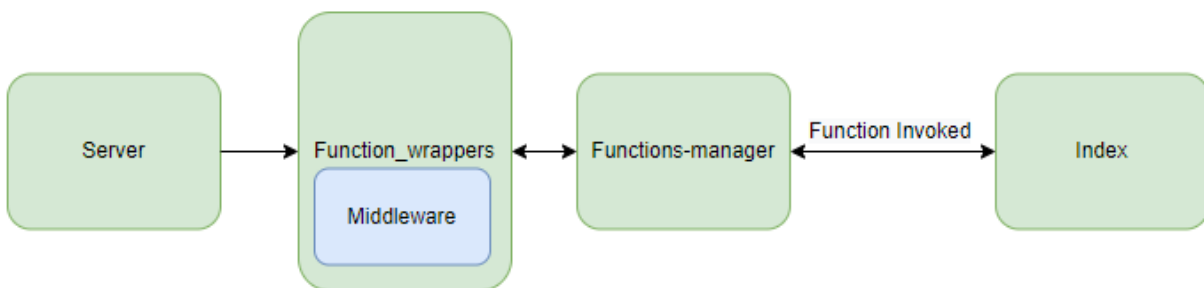 Server
Function_wrappers
Middleware
Functions-manager
Function Invoked
Index